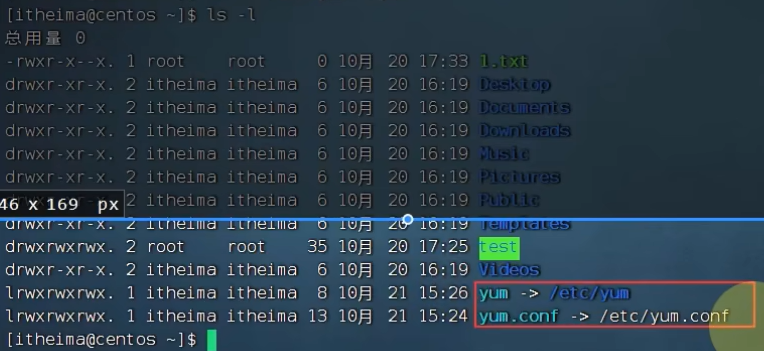 [itheima@centos ~]$ ls -l
总用量 0
-rwxr-x--x. 1 root root 0 10月 20 17:33 1.txt
drwxr-xr-x. 2 itheima itheima 6 10月 20 16:19 Desktop
drwxr-xr-x. 2 itheima itheima 6 10月 20 16:19 Documents
drwxr-xr-x. 2 itheima itheima 6 10月 20 16:19 Downloads
drwxr-xr-x. 2 itheima itheima 6 10月 20 16:19 Music
drwxr-xr-x. 2 itheima itheima 6 10月 20 16:19 Pictures
46 x 169 px xr-x. 2 itheima itheima 6 10月 20 16:19 Public
drwxr-xr-x. 2 itheima itheima 6 10月 20 16:19 Templates
drwxrwxrwx. 2 root root 35 10月 20 17:25 test
drwxr-xr-x. 2 itheima itheima 6 10月 20 16:19 Videos
lrwxrwxrwx. 1 itheima itheima 8 10月 21 15:26 yum -> /etc/yum
lrwxrwxrwx. 1 itheima itheima 13 10月 21 15:24 yum.conf -> /etc/yum.conf
[itheima@centos ~]$